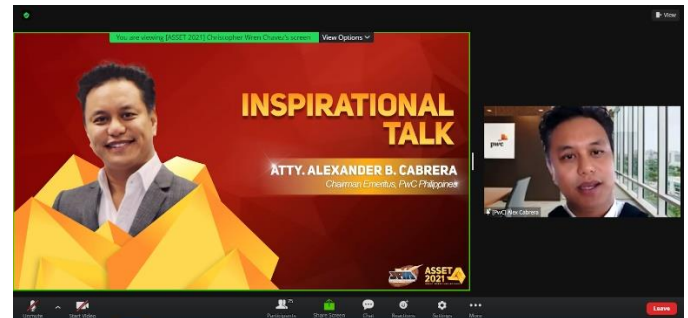 View
You are viewing [ASSET 2021] Christopher Wren Chavez's screen
View Options
INSPIRATIONAL
TALK
ATTY. ALEXANDER B. CABRERA
Chairman Emeritus, PwC Philippines
ASSET
2021
pwc
[PwC] Alex Cabrera
Unmute
Start Video
Participants
Share Screen
Chat
Reactions
Settings
More
Leave